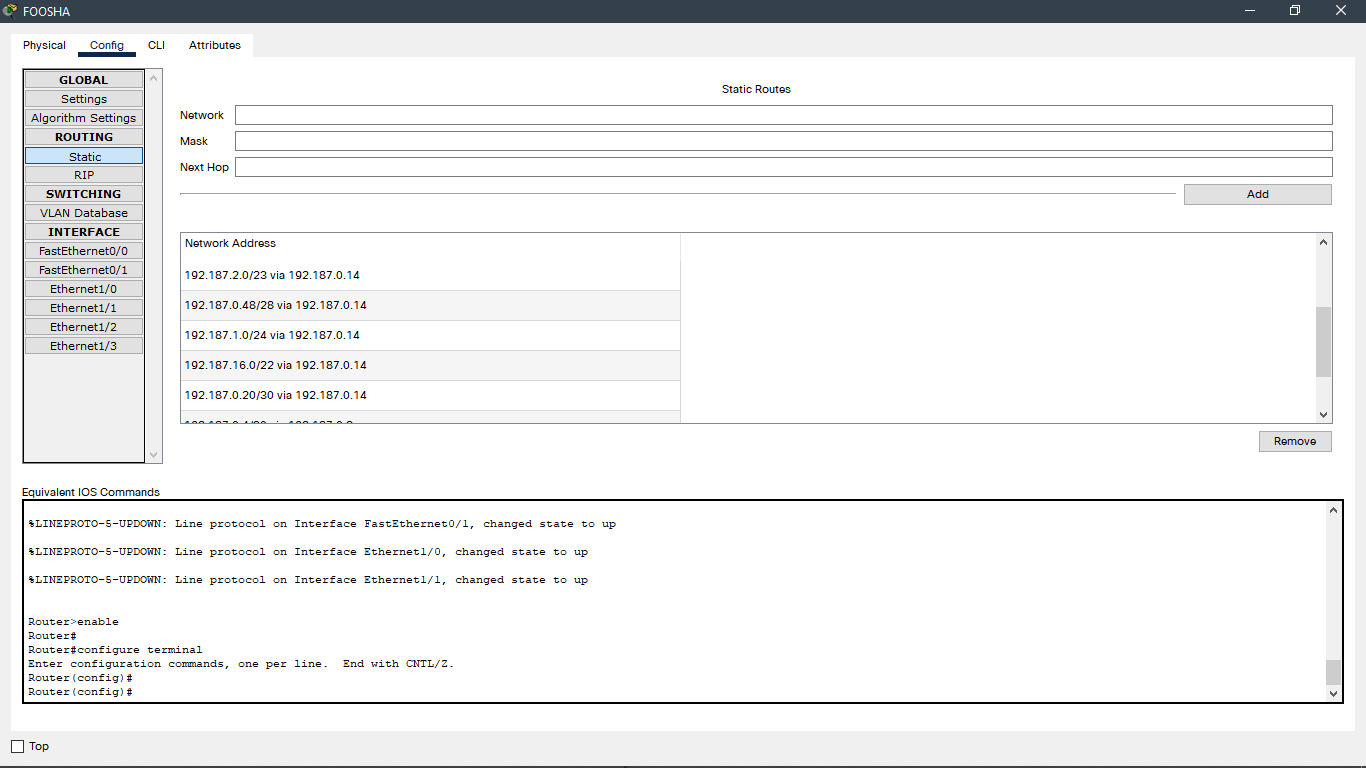 FOOSHA
Physical Config CLI Attributes
GLOBAL
Settings
Algorithm Settings
ROUTING
Static
RIP
SWITCHING
VLAN Database
INTERFACE
FastEthernet0/0
FastEthernet0/1
Ethernet1/0
Ethernet1/1
Ethernet1/2
Ethernet1/3
Static Routes
Network
Mask
Next Hop
Add
Network Address
192.187.2.0/23 via 192.187.0.14
192.187.0.48/28 via 192.187.0.14
192.187.1.0/24 via 192.187.0.14
192.187.16.0/22 via 192.187.0.14
192.187.0.20/30 via 192.187.0.14
Remove
Equivalent IOS Commands
%LINEPROTO-5-UPDOWN: Line protocol on Interface FastEthernet0/1, changed state to up
%LINEPROTO-5-UPDOWN: Line protocol on Interface Ethernet1/0, changed state to up
%LINEPROTO-5-UPDOWN: Line protocol on Interface Ethernet1/1, changed state to up
Router>enable
Router#
Router#configure terminal
Enter configuration commands, one per line. End with CNTL/Z.
Router(config)#
Router(config)#
Top